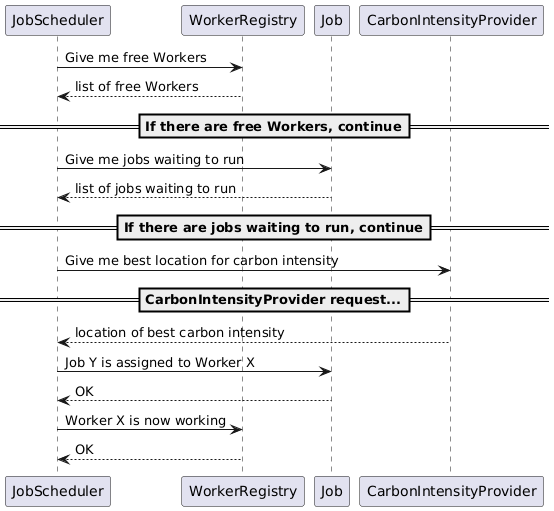 JobScheduler WorkerRegistry Job CarbonIntensityProvider
Give me free Workers
list of free Workers
If there are free Workers, continue
Give me jobs waiting to run
list of jobs waiting to run
If there are jobs waiting to run, continue
Give me best location for carbon intensity
CarbonIntensityProvider request...
location of best carbon intensity
Job Y is assigned to Worker X
OK
Worker X is now working
OK
JobScheduler WorkerRegistry Job CarbonIntensityProvider